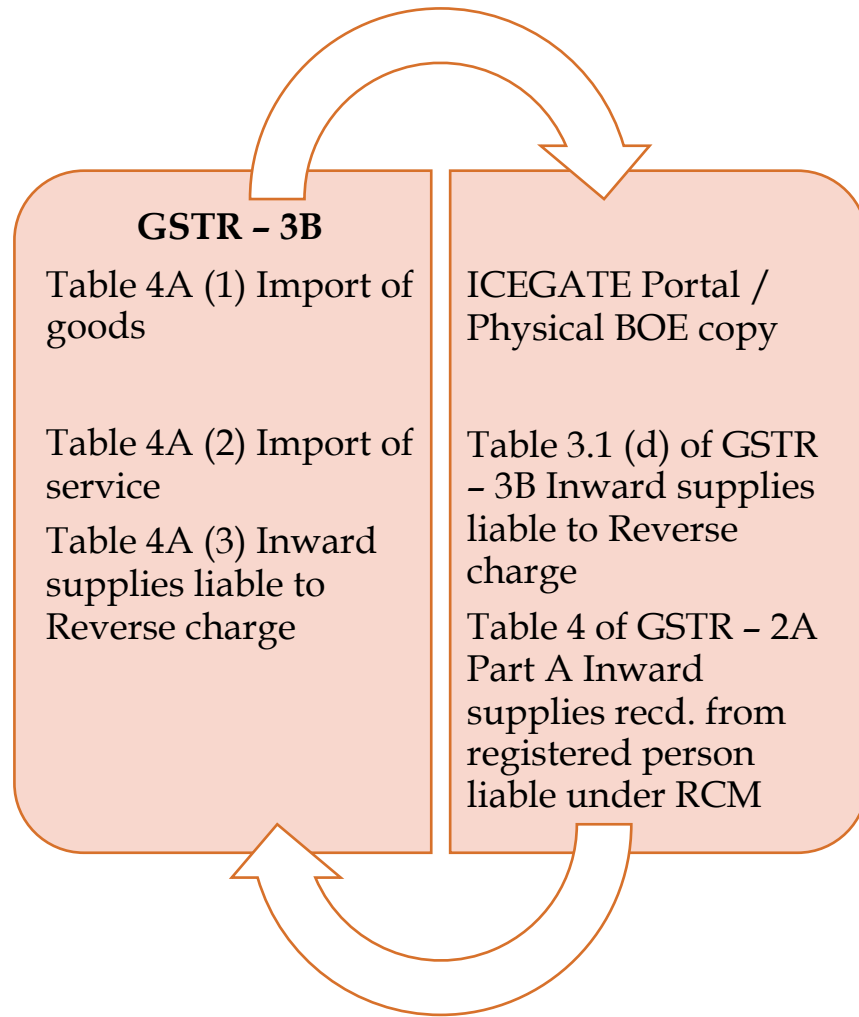 GSTR – 3B
Table 4A (1) Import of
goods
Table 4A (2) Import of
service
Table 4A (3) Inward
supplies liable to
Reverse charge
ICEGATE Portal /
Physical BOE copy
Table 3.1 (d) of GSTR
– 3B Inward supplies
liable to Reverse
charge
Table 4 of GSTR – 2A
Part A Inward
supplies recd. from
registered person
liable under RCM